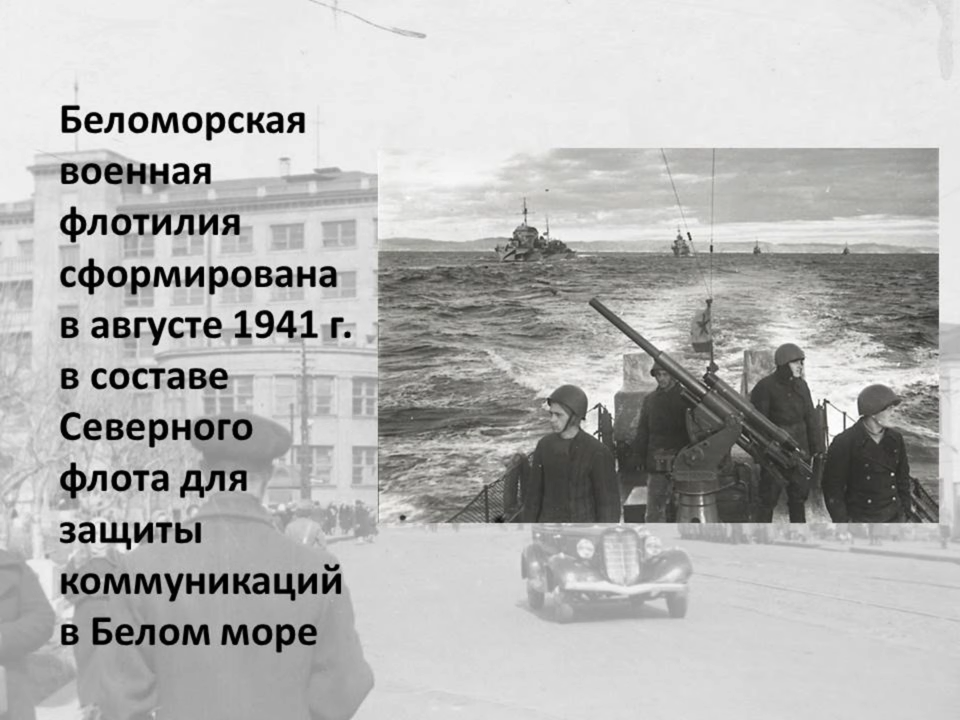 Беломорская
военная
флотилия
сформирована
в августе 1941 г.
в составе
Северного
флота для
защиты
коммуникаций
в Белом море